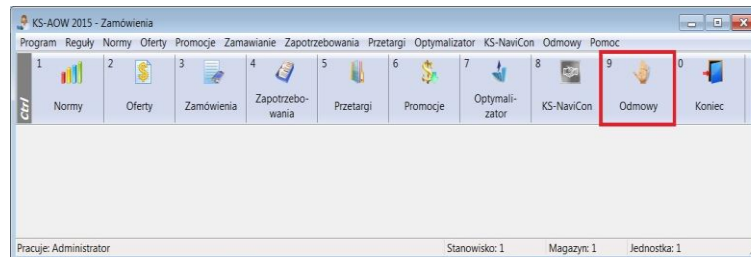 KS-AOW 2015 - Zamówienia
Program Reguły Normy Oferty Promocje Zamawianie Zapotrzebowania Przetargi Optymalizator KS-NaviCon Odmowy Pomoc
ctrl
1 Normy
2 Oferty
3 Zamówienia
4 Zapotrzebo-
wania
5 Przetargi
6 Promocje
7 Optymali-
zator
8 KS-NaviCon
9 Odmowy
0 Koniec
Pracuje: Administrator Stanowisko: 1 Magazyn: 1 Jednostka: 1